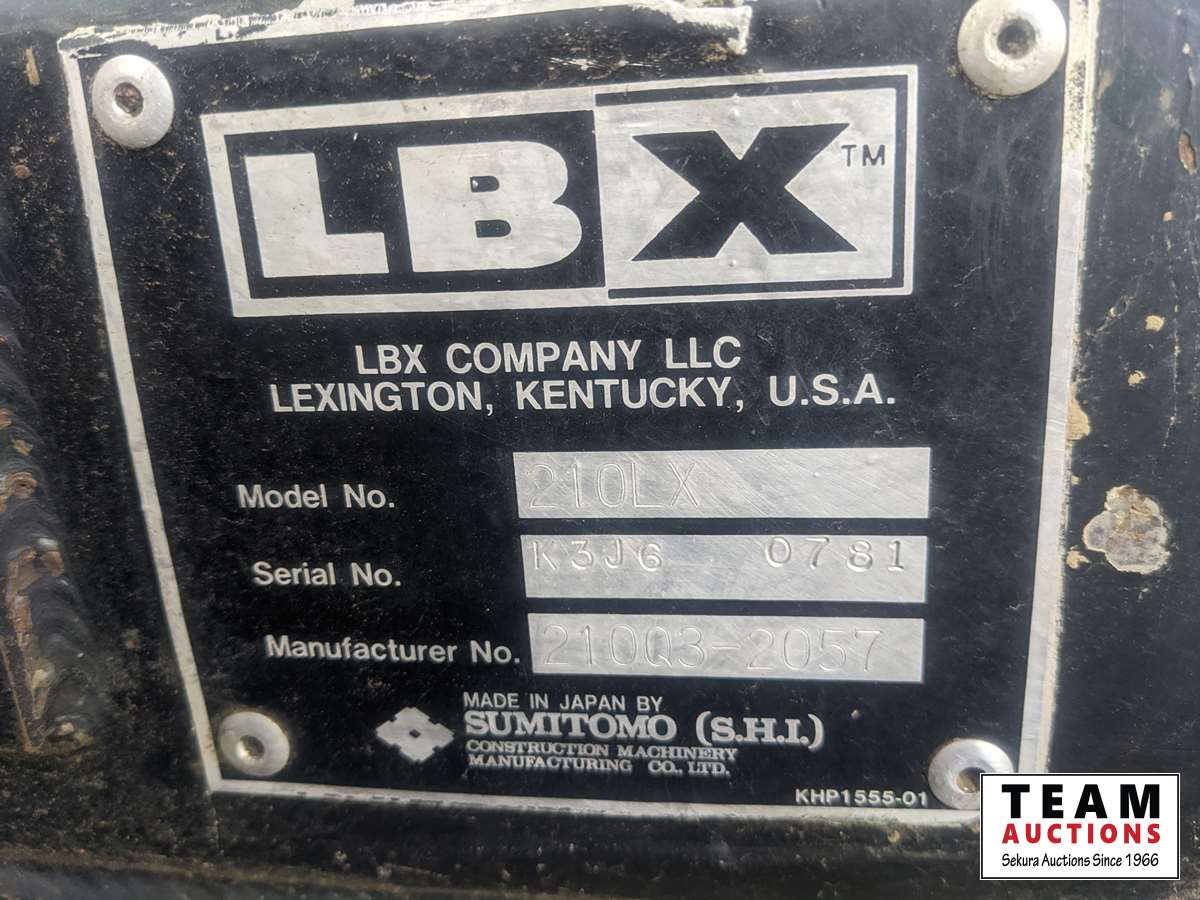 LBX™
LBX COMPANY LLC
LEXINGTON, KENTUCKY, U.S.A.
Model No. 210LX
Serial No. K3J6 0781
Manufacturer No. 210Q3-2057
MADE IN JAPAN BY
SUMITOMO (S.H.I.)
CONSTRUCTION MACHINERY
MANUFACTURING CO., LTD.
KHP1555-01
TEAM
AUCTIONS
Sekura Auctions Since 1966